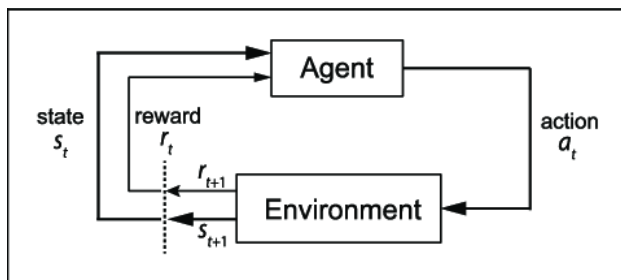 Agent
state
s_t
reward
r_t
action
a_t
r_{t+1}
Environment
s_{t+1}